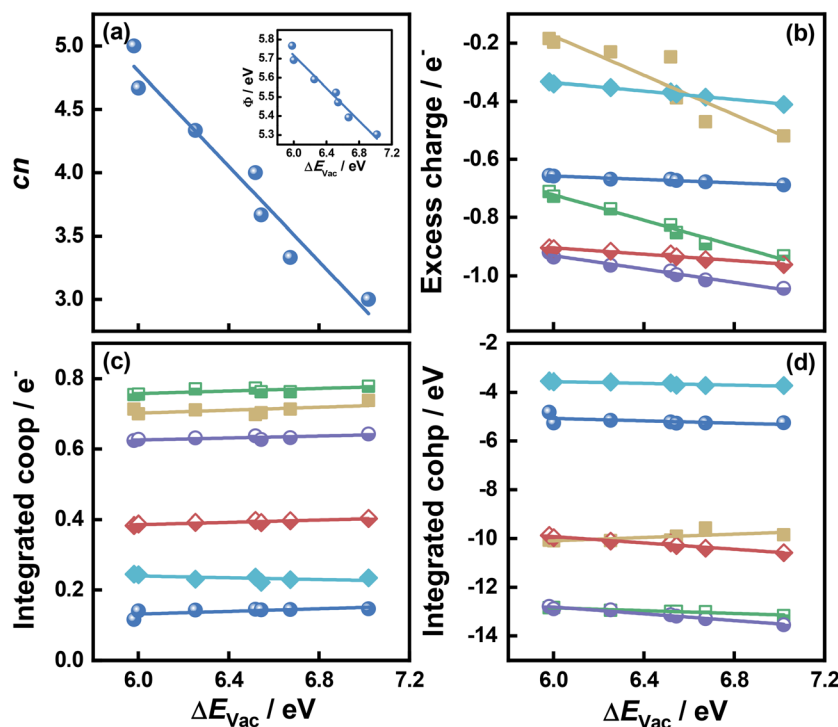 (a)
5.0
4.5
4.0
3.5
3.0
cn
5.8
5.7
5.6
5.5
5.4
5.3
Φ / eV
6.0 6.4 6.8 7.2
ΔE_Vac / eV
(b)
-0.2
-0.4
-0.6
-0.8
-1.0
Excess charge / e⁻
(c)
0.8
0.6
0.4
0.2
0.0
Integrated coop / e⁻
6.0 6.4 6.8 7.2
ΔE_Vac / eV
(d)
-2
-4
-6
-8
-10
-12
-14
Integrated cohp / eV
6.0 6.4 6.8 7.2
ΔE_Vac / eV